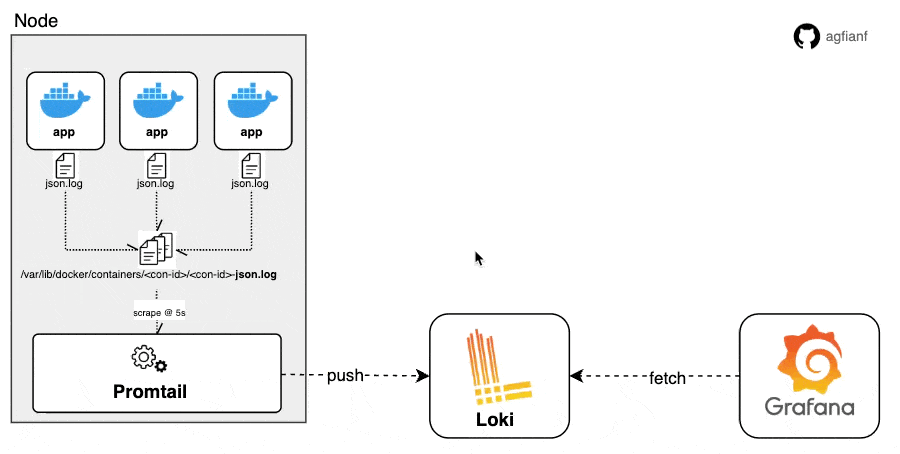 Node
agfianf
app
app
app
json.log
json.log
json.log
/var/lib/docker/containers/<con-id>/<con-id>-json.log
scrape @ 5s
Promtail
push
Loki
fetch
Grafana